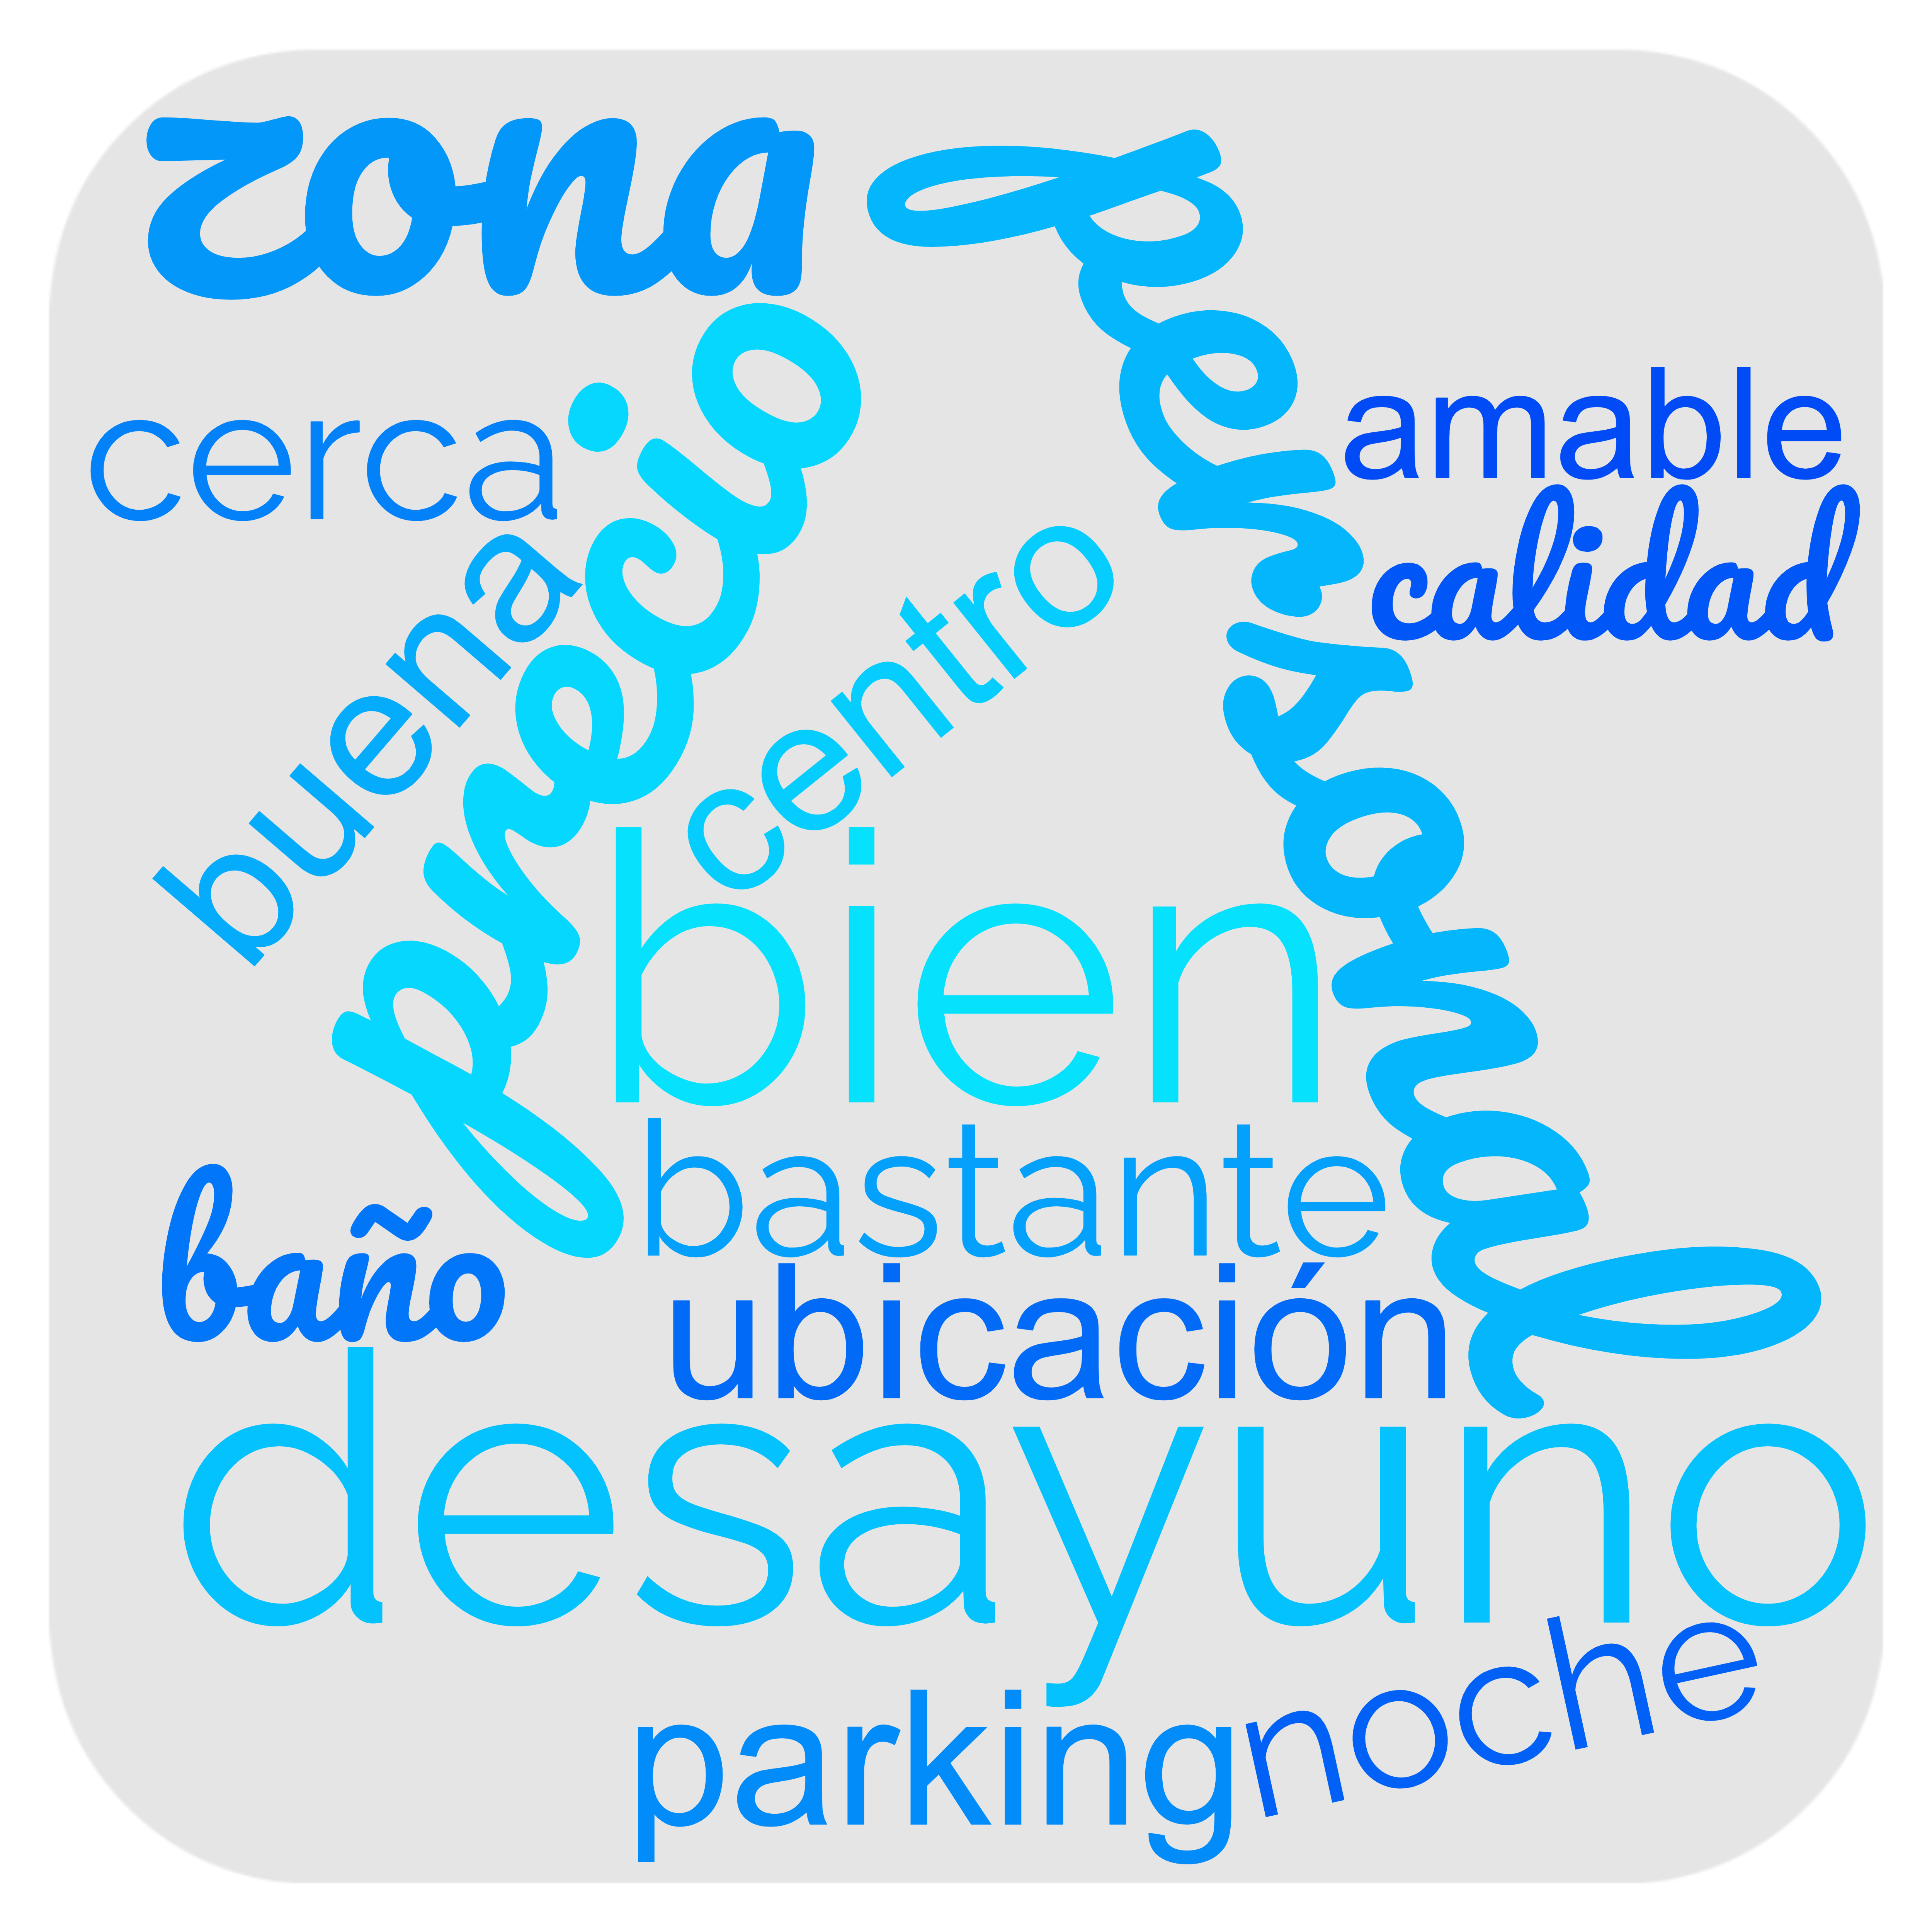 zona
personal
precio
cerca
amable
calidad
buena
centro
bien
bastante
baño
ubicación
desayuno
parking
noche